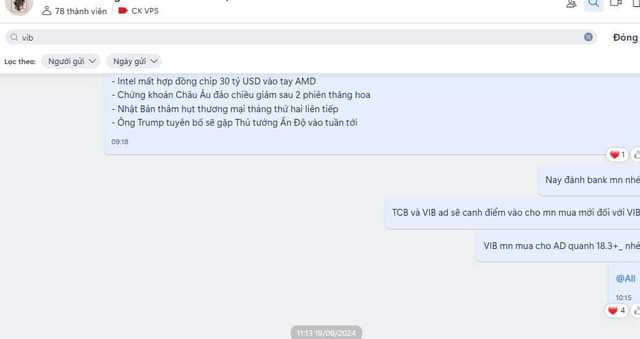 78 thành viên CK VPS
vib Đóng
Lọc theo: Người gửi Ngày gửi
- Intel mất hợp đồng chip 30 tỷ USD vào tay AMD
- Chứng khoán Châu Âu đảo chiều giảm sau 2 phiên thăng hoa
- Nhật Bản thâm hụt thương mại tháng thứ hai liên tiếp
- Ông Trump tuyên bố sẽ gặp Thủ tướng Ấn Độ vào tuần tới
09:18
1
Nay đánh bank mn nhé
TCB và VIB ad sẽ canh điểm vào cho mn mua mới đối với VIB
VIB mn mua cho AD quanh 18.3+_ nhé
@All
10:15
4
11:13 19/09/2024